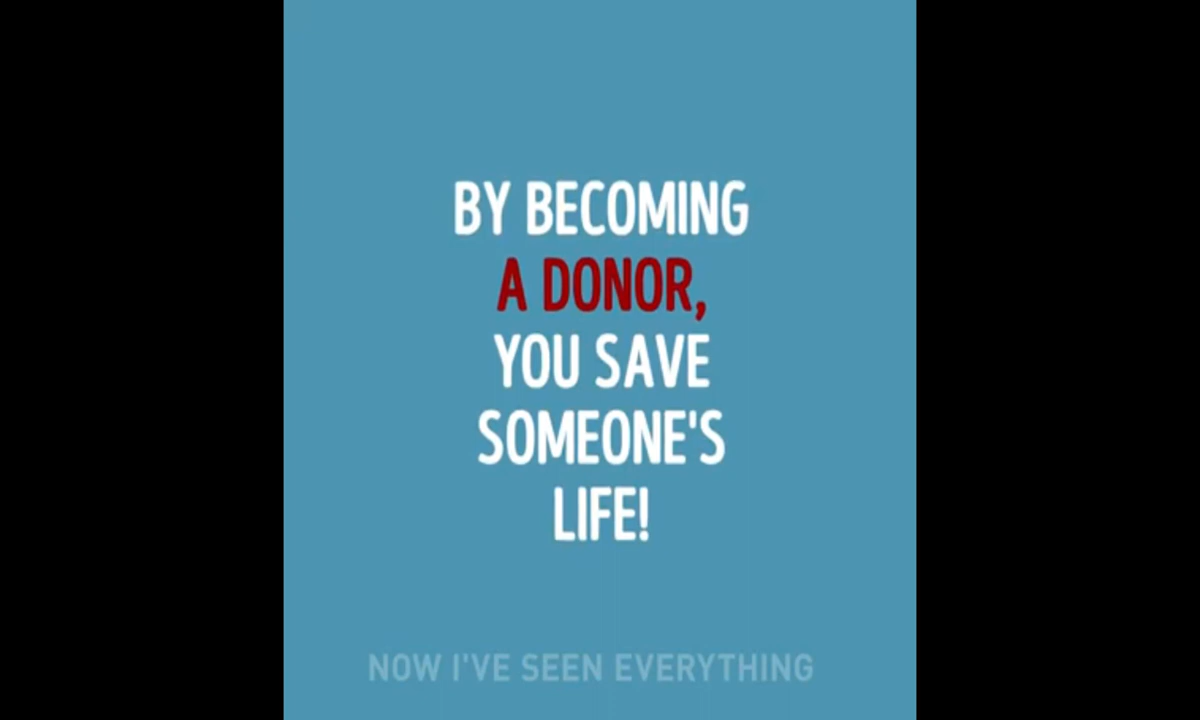 BY BECOMING
A DONOR,
YOU SAVE
SOMEONE'S
LIFE!
NOW I'VE SEEN EVERYTHING